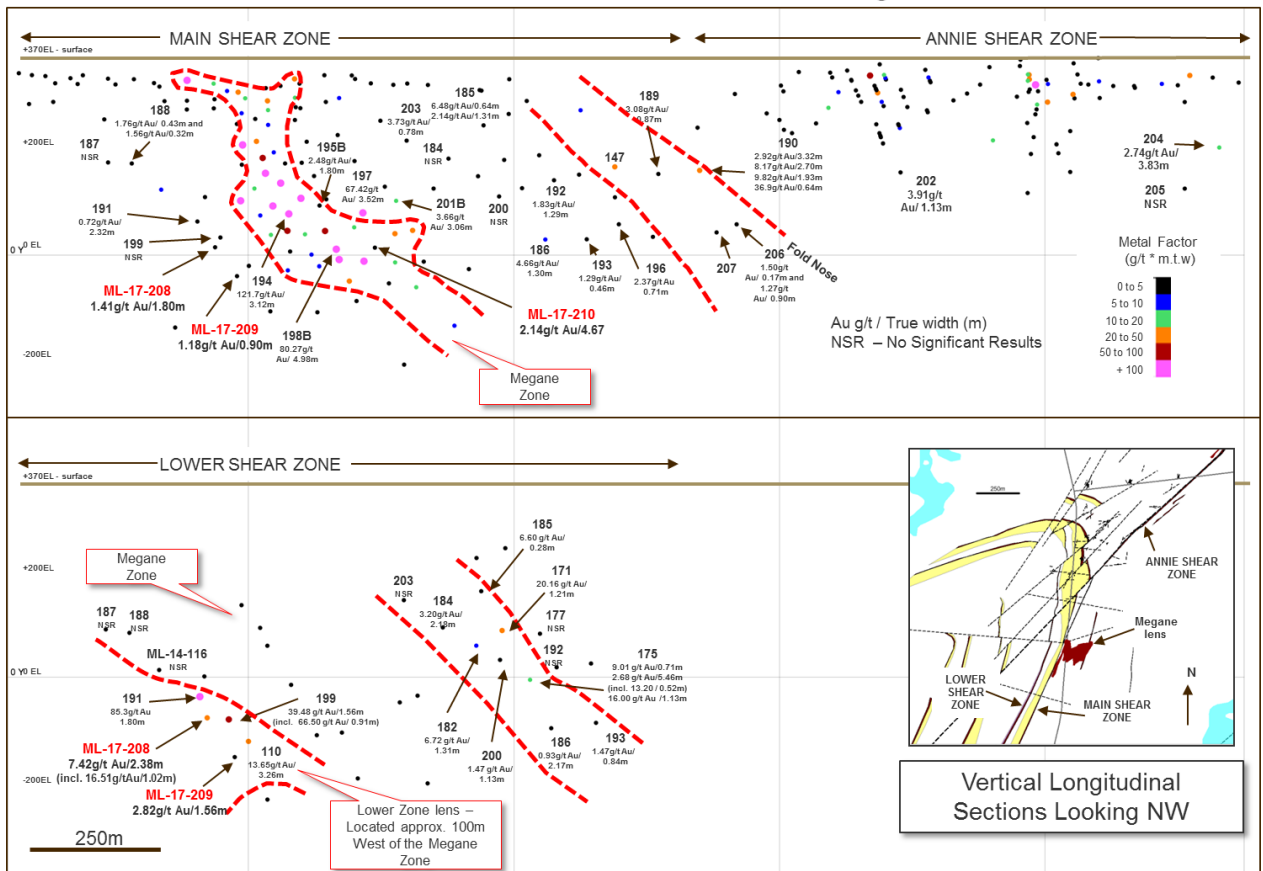 MAIN SHEAR ZONE
ANNIE SHEAR ZONE
+370EL - surface
188
1.76g/t Au/ 0.43m and
1.56g/t Au/0.32m
203
3.73g/t Au/
0.78m
185
6.48g/t Au/0.64m
2.14g/t Au/1.31m
189
3.08g/t Au/
0.87m
+200EL
187
NSR
195B
2.48g/t Au/
1.80m
184
NSR
147
190
2.92g/t Au/3.32m
8.17g/t Au/2.70m
9.82g/t Au/1.93m
36.9g/t Au/0.64m
204
2.74g/t Au/
3.83m
197
67.42g/t
Au/ 3.52m
192
1.83g/t Au/
1.29m
202
3.91g/t
Au/ 1.13m
205
NSR
191
0.72g/t Au/
2.32m
201B
3.66g/t
Au/ 3.06m
200
NSR
199
NSR
0 Y0 EL
186
4.66g/t Au/
1.30m
193
1.29g/t Au/
0.46m
196
2.37g/t Au/
0.71m
207
206
1.50g/t
Au/ 0.17m and
1.27g/t
Au/ 0.90m
Fold Nose
194
121.7g/t Au/
3.12m
ML-17-208
1.41g/t Au/1.80m
ML-17-209
1.18g/t Au/0.90m
198B
80.27g/t
Au/ 4.98m
ML-17-210
2.14g/t Au/4.67
Au g/t / True width (m)
NSR – No Significant Results
Metal Factor
(g/t * m.t.w)
0 to 5
5 to 10
10 to 20
20 to 50
50 to 100
+ 100
-200EL
Megane
Zone
LOWER SHEAR ZONE
+370EL - surface
Megane
Zone
+200EL
185
6.60 g/t Au/
0.28m
171
20.16 g/t Au/
1.21m
203
NSR
184
3.20g/t Au/
2.18m
187
NSR
188
NSR
177
NSR
ML-14-116
NSR
192
NSR
175
9.01 g/t Au/0.71m
2.68 g/t Au/5.46m
(incl. 13.20 / 0.52m)
16.00 g/t Au /1.13m
0 Y0 EL
191
85.3g/t Au
1.80m
199
39.48 g/t Au/1.56m
(incl. 66.50 g/t Au/ 0.91m)
182
6.72 g/t Au/
1.31m
200
1.47 g/t Au/
1.13m
186
0.93g/t Au/
2.17m
193
1.47g/t Au/
0.84m
ML-17-208
7.42g/t Au/2.38m
(incl. 16.51g/tAu/1.02m)
110
13.65g/t Au/
3.26m
-200EL
ML-17-209
2.82g/t Au/1.56m
Lower Zone lens –
Located approx. 100m
West of the Megane
Zone
250m
250m
ANNIE SHEAR
ZONE
Megane
lens
LOWER
SHEAR
ZONE
MAIN SHEAR
ZONE
N
Vertical Longitudinal
Sections Looking NW